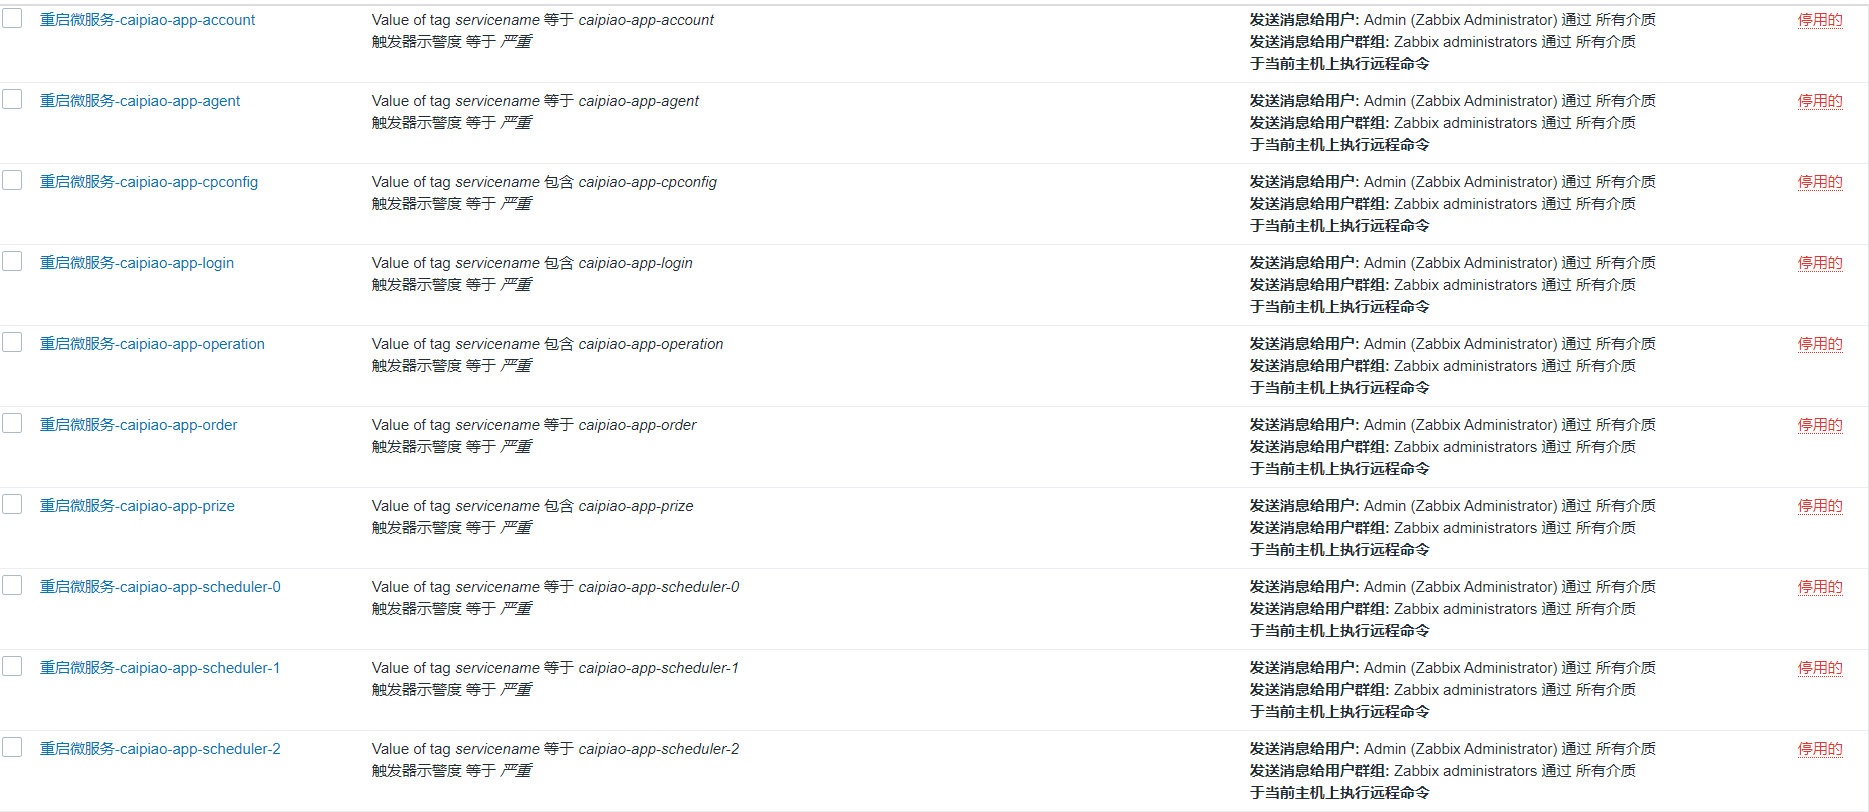 重启微服务-caipiao-app-account Value of tag servicename 等于 caipiao-app-account 发送消息给用户: Admin (Zabbix Administrator) 通过 所有介质 停用的
触发器示警度 等于 严重 发送消息给用户群组: Zabbix administrators 通过 所有介质
于当前主机上执行远程命令
重启微服务-caipiao-app-agent Value of tag servicename 等于 caipiao-app-agent 发送消息给用户: Admin (Zabbix Administrator) 通过 所有介质 停用的
触发器示警度 等于 严重 发送消息给用户群组: Zabbix administrators 通过 所有介质
于当前主机上执行远程命令
重启微服务-caipiao-app-cpconfig Value of tag servicename 包含 caipiao-app-cpconfig 发送消息给用户: Admin (Zabbix Administrator) 通过 所有介质 停用的
触发器示警度 等于 严重 发送消息给用户群组: Zabbix administrators 通过 所有介质
于当前主机上执行远程命令
重启微服务-caipiao-app-login Value of tag servicename 包含 caipiao-app-login 发送消息给用户: Admin (Zabbix Administrator) 通过 所有介质 停用的
触发器示警度 等于 严重 发送消息给用户群组: Zabbix administrators 通过 所有介质
于当前主机上执行远程命令
重启微服务-caipiao-app-operation Value of tag servicename 包含 caipiao-app-operation 发送消息给用户: Admin (Zabbix Administrator) 通过 所有介质 停用的
触发器示警度 等于 严重 发送消息给用户群组: Zabbix administrators 通过 所有介质
于当前主机上执行远程命令
重启微服务-caipiao-app-order Value of tag servicename 等于 caipiao-app-order 发送消息给用户: Admin (Zabbix Administrator) 通过 所有介质 停用的
触发器示警度 等于 严重 发送消息给用户群组: Zabbix administrators 通过 所有介质
于当前主机上执行远程命令
重启微服务-caipiao-app-prize Value of tag servicename 包含 caipiao-app-prize 发送消息给用户: Admin (Zabbix Administrator) 通过 所有介质 停用的
触发器示警度 等于 严重 发送消息给用户群组: Zabbix administrators 通过 所有介质
于当前主机上执行远程命令
重启微服务-caipiao-app-scheduler-0 Value of tag servicename 等于 caipiao-app-scheduler-0 发送消息给用户: Admin (Zabbix Administrator) 通过 所有介质 停用的
触发器示警度 等于 严重 发送消息给用户群组: Zabbix administrators 通过 所有介质
于当前主机上执行远程命令
重启微服务-caipiao-app-scheduler-1 Value of tag servicename 等于 caipiao-app-scheduler-1 发送消息给用户: Admin (Zabbix Administrator) 通过 所有介质 停用的
触发器示警度 等于 严重 发送消息给用户群组: Zabbix administrators 通过 所有介质
于当前主机上执行远程命令
重启微服务-caipiao-app-scheduler-2 Value of tag servicename 等于 caipiao-app-scheduler-2 发送消息给用户: Admin (Zabbix Administrator) 通过 所有介质 停用的
触发器示警度 等于 严重 发送消息给用户群组: Zabbix administrators 通过 所有介质
于当前主机上执行远程命令